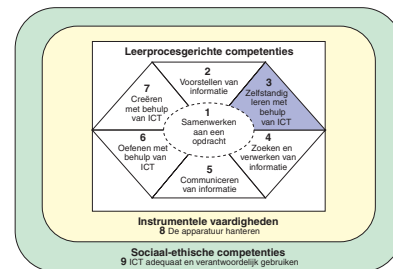 Leerprocesgerichte competenties
2
Voorstellen van
informatie
3
Zelfstandig
leren met
behulp
van ICT
7
Creëren
met behulp
van ICT
1
Samenwerken
aan een
opdracht
6
Oefenen met
behulp van
ICT
4
Zoeken en
verwerken van
informatie
5
Communiceren
van informatie
Instrumentele vaardigheden
8 De apparatuur hanteren
Sociaal-ethische competenties
9 ICT adequaat en verantwoordelijk gebruiken